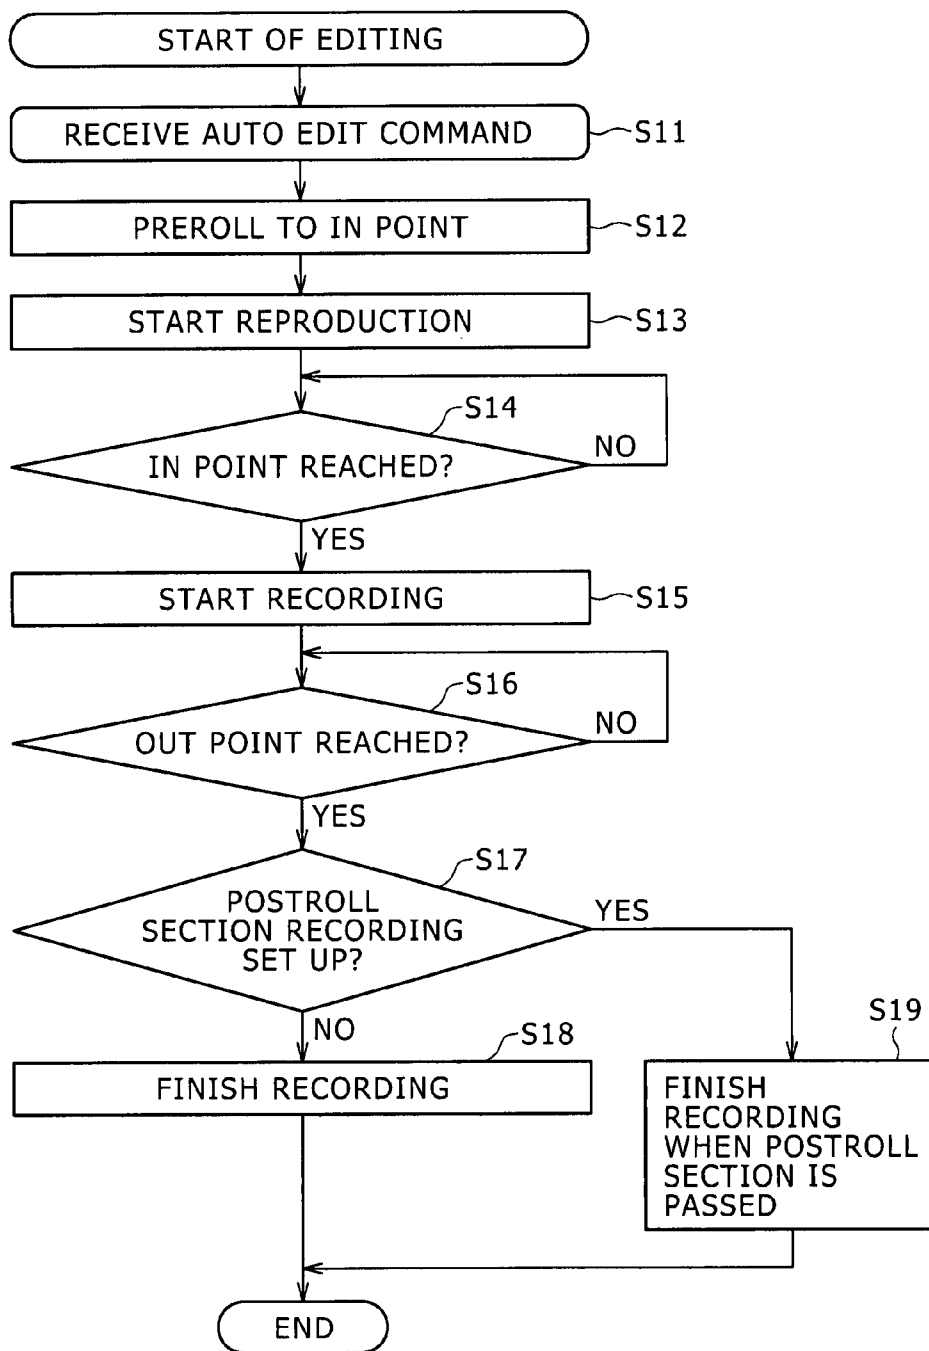 START OF EDITING
RECEIVE AUTO EDIT COMMAND
S11
PREROLL TO IN POINT
S12
START REPRODUCTION
S13
S14
IN POINT REACHED?
NO
YES
START RECORDING
S15
S16
OUT POINT REACHED?
NO
YES
S17
POSTROLL
SECTION RECORDING
SET UP?
YES
NO
S18
FINISH RECORDING
S19
FINISH
RECORDING
WHEN POSTROLL
SECTION IS
PASSED
END